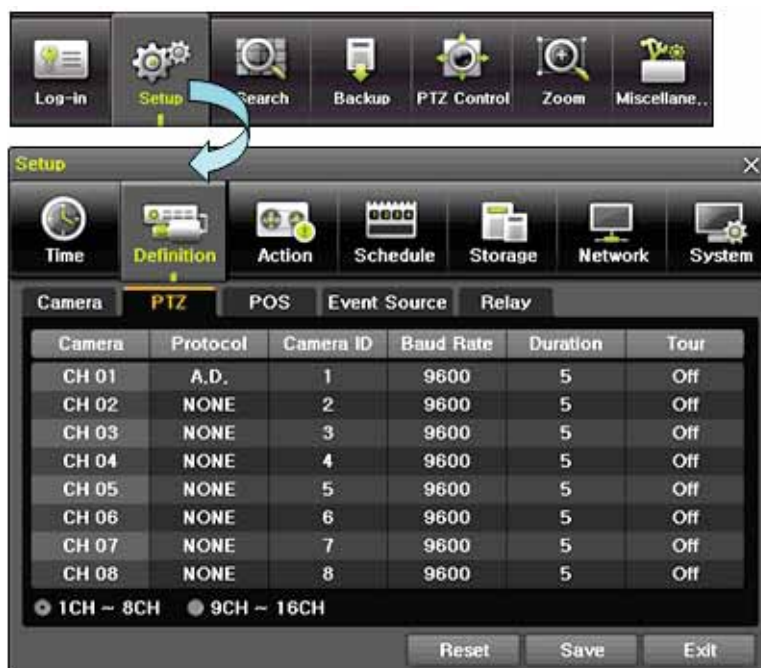 Log-in Setup Search Backup PTZ Control Zoom Miscellane..
Setup
Time Definition Action Schedule Storage Network System
Camera PTZ POS Event Source Relay
Camera Protocol Camera ID Baud Rate Duration Tour
CH 01 A.D. 1 9600 5 Off
CH 02 NONE 2 9600 5 Off
CH 03 NONE 3 9600 5 Off
CH 04 NONE 4 9600 5 Off
CH 05 NONE 5 9600 5 Off
CH 06 NONE 6 9600 5 Off
CH 07 NONE 7 9600 5 Off
CH 08 NONE 8 9600 5 Off
1CH ~ 8CH 9CH ~ 16CH
Reset Save Exit